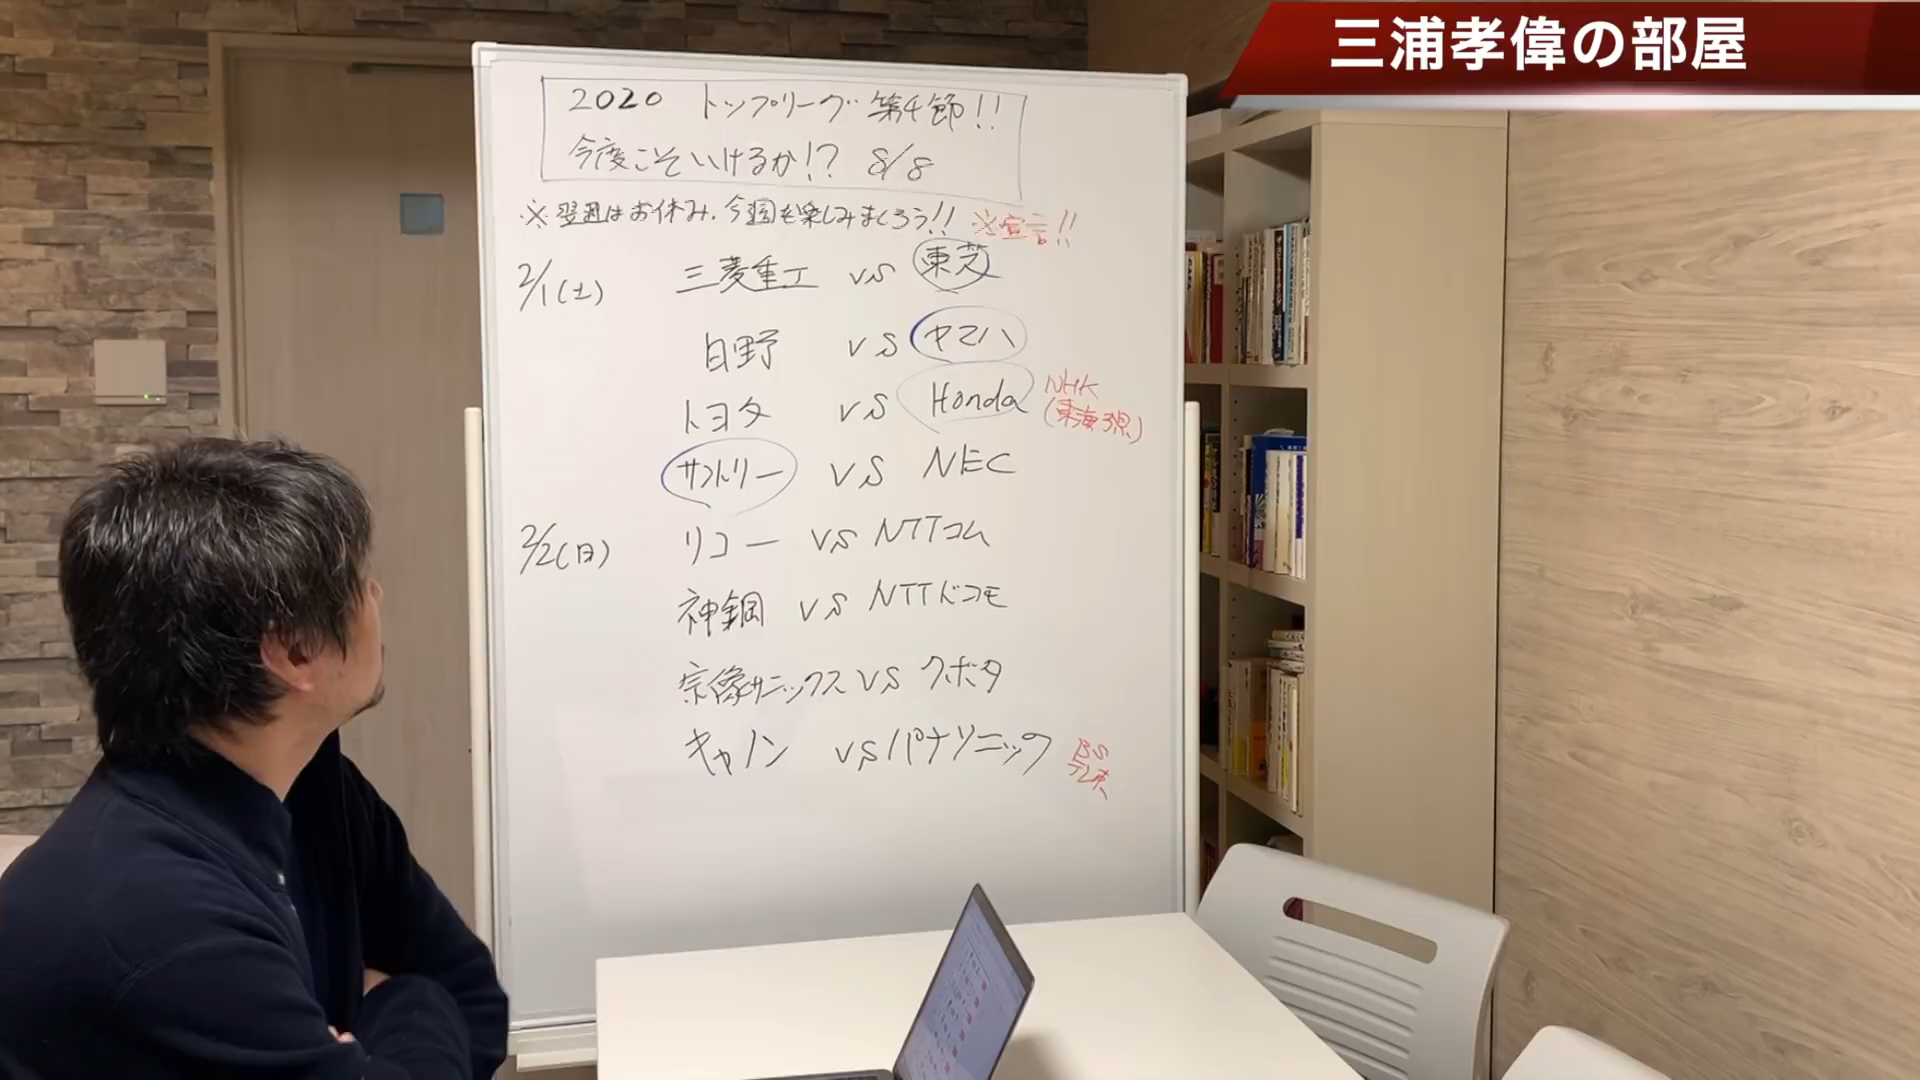 三浦孝偉の部屋
2020 トップリーグ 第4節!!
今度こそいけるか!? 8/8
※翌週はお休み.今週も楽しみましょう!! ※宣言!!
2/1(土) 三菱重工 vs 東芝
日野 vs ヤマハ
トヨタ vs Honda NHK
(東海3県)
サントリー vs NEC
2/2(日) リコー vs NTTコム
神鋼 vs NTTドコモ
宗像サニックス vs クボタ
キヤノン vs パナソニック BS
テレ東